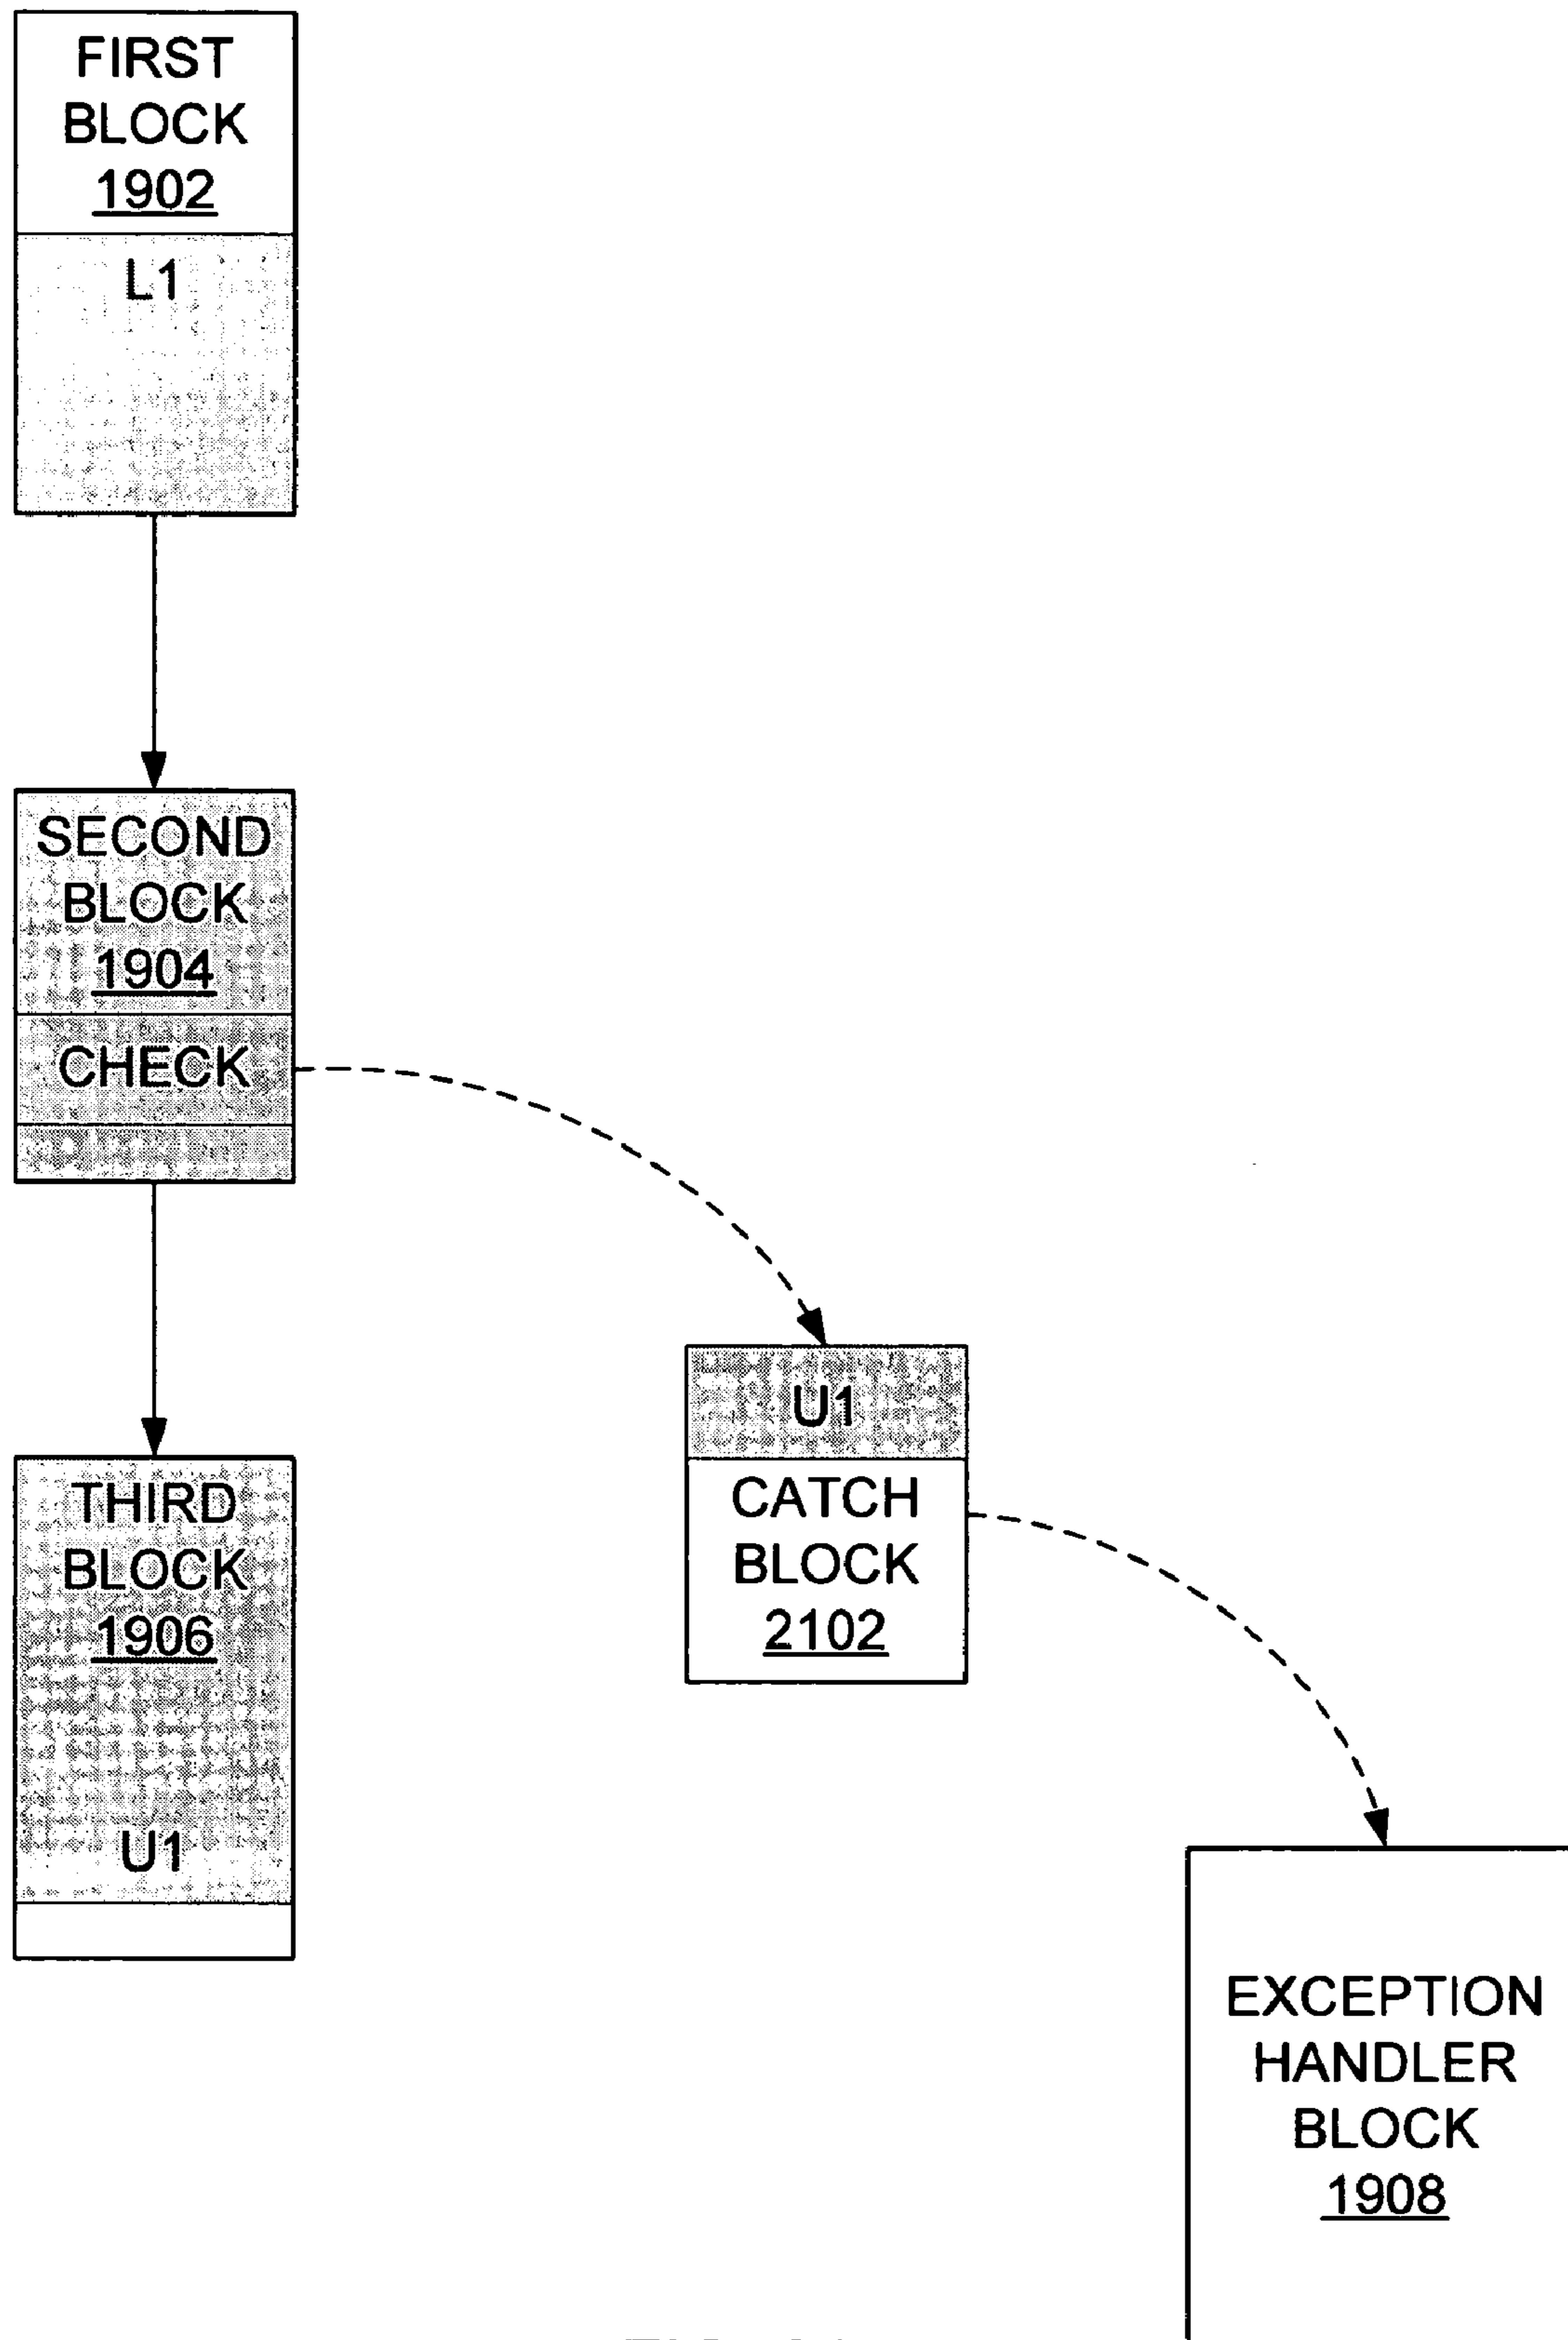 FIRST
BLOCK
1902
L1
SECOND
BLOCK
1904
CHECK
THIRD
BLOCK
1906
U1
U1
CATCH
BLOCK
2102
EXCEPTION
HANDLER
BLOCK
1908